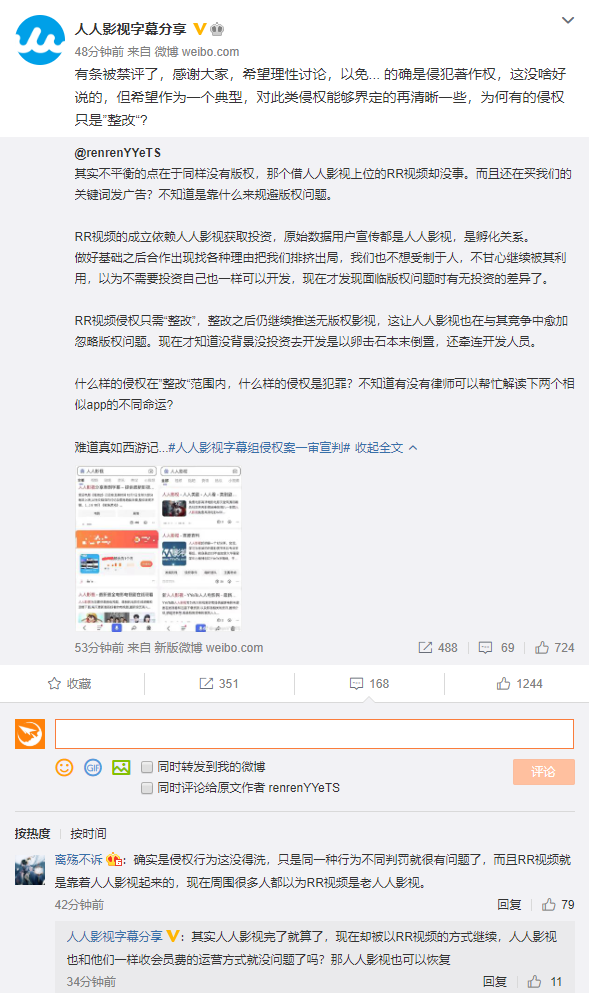 人人影视字幕分享
48分钟前 来自 微博 weibo.com
有条被禁评了，感谢大家，希望理性讨论，以免... 的确是侵犯著作权，这没啥好
说的，但希望作为一个典型，对此类侵权能够界定的再清晰一些，为何有的侵权
只是”整改“?
@renrenYYeTS
其实不平衡的点在于同样没有版权，那个借人人影视上位的RR视频却没事。而且还在买我们的
关键词发广告？不知道是靠什么来规避版权问题。
RR视频的成立依赖人人影视获取投资，原始数据用户宣传都是人人影视，是孵化关系。
做好基础之后合作出现找各种理由把我们排挤出局，我们也不想受制于人，不甘心继续被其利
用，以为不需要投资自己也一样可以开发，现在才发现面临版权问题时有无投资的差异了。
RR视频侵权只需“整改”，整改之后仍继续推送无版权影视，这让人人影视也在与其竞争中愈加
忽略版权问题。现在才知道没背景没投资去开发是以卵击石本末倒置，还牵连开发人员。
什么样的侵权在”整改“范围内，什么样的侵权是犯罪？不知道有没有律师可以帮忙解读下两个相
似app的不同命运?
难道真如西游记...#人人影视字幕组侵权案一审宣判# 收起全文
53分钟前 来自 新版微博 weibo.com 488 69 724
收藏 351 168 1244
同时转发到我的微博 评论
同时评论给原文作者 renrenYYeTS
按热度 按时间
离殇不诉：确实是侵权行为这没得洗，只是同一种行为不同判罚就很有问题了，而且RR视频就
是靠着人人影视起来的，现在周围很多人都以为RR视频是老人人影视。
42分钟前 回复 79
人人影视字幕分享：其实人人影视完了就算了，现在却被以RR视频的方式继续，人人影视
也和他们一样收会员费的运营方式就没问题了吗？那人人影视也可以恢复
34分钟前 回复 11